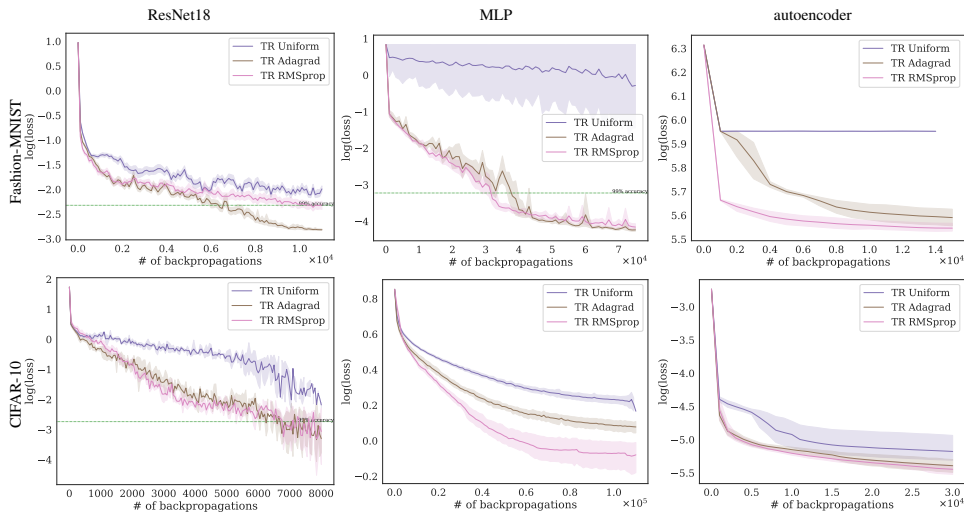 ResNet18
MLP
autoencoder
Fashion-MNIST
log(loss)
1.0
0.5
0.0
−0.5
−1.0
−1.5
−2.0
−2.5
−3.0
TR Uniform
TR Adagrad
TR RMSprop
99% accuracy
0.0
0.2
0.4
0.6
0.8
1.0
×10⁴
# of backpropagations
log(loss)
0
−1
−2
−3
−4
TR Uniform
TR Adagrad
TR RMSprop
99% accuracy
0
1
2
3
4
5
6
7
×10⁴
# of backpropagations
log(loss)
6.3
6.2
6.1
6.0
5.9
5.8
5.7
5.6
5.5
TR Uniform
TR Adagrad
TR RMSprop
0.0
0.2
0.4
0.6
0.8
1.0
1.2
1.4
×10⁴
# of backpropagations
CIFAR-10
log(loss)
2
1
0
−1
−2
−3
−4
TR Uniform
TR Adagrad
TR RMSprop
0
1000
2000
3000
4000
5000
6000
7000
8000
# of backpropagations
log(loss)
0.8
0.6
0.4
0.2
0.0
−0.2
TR Uniform
TR Adagrad
TR RMSprop
0.0
0.2
0.4
0.6
0.8
1.0
×10⁵
# of backpropagations
log(loss)
−3.0
−3.5
−4.0
−4.5
−5.0
−5.5
TR Uniform
TR Adagrad
TR RMSprop
0.0
0.5
1.0
1.5
2.0
2.5
3.0
×10⁴
# of backpropagations